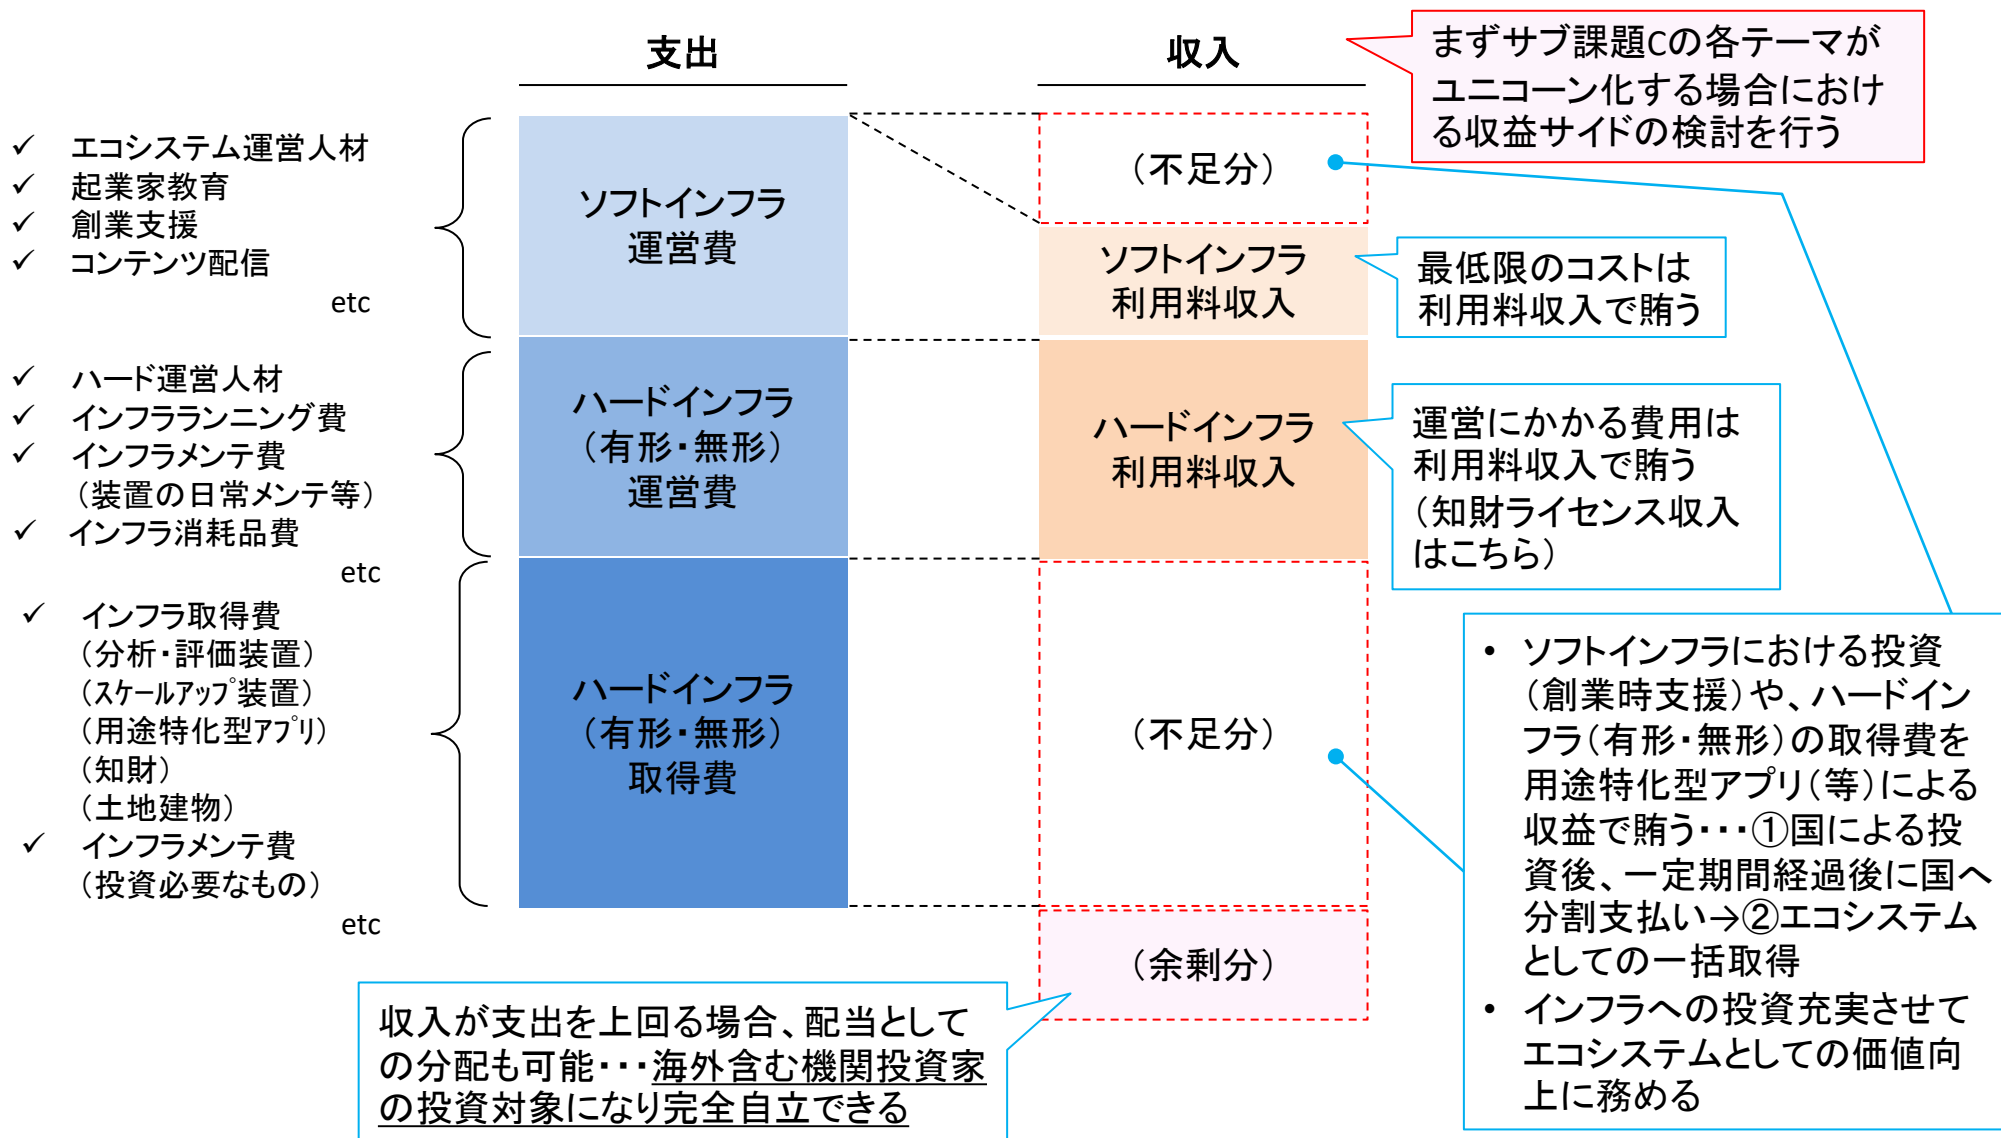 支出
収入
まずサブ課題Cの各テーマが
ユニコーン化する場合におけ
る収益サイドの検討を行う
✓ エコシステム運営人材
✓ 起業家教育
✓ 創業支援
✓ コンテンツ配信
etc
ソフトインフラ
運営費
（不足分）
ソフトインフラ
利用料収入
最低限のコストは
利用料収入で賄う
✓ ハード運営人材
✓ インフラランニング費
✓ インフラメンテ費
（装置の日常メンテ等）
✓ インフラ消耗品費
etc
ハードインフラ
（有形・無形）
運営費
ハードインフラ
利用料収入
運営にかかる費用は
利用料収入で賄う
（知財ライセンス収入
はこちら）
✓ インフラ取得費
（分析・評価装置）
（ｽｹｰﾙｱｯﾌﾟ装置）
（用途特化型ｱﾌﾟﾘ）
（知財）
（土地建物）
✓ インフラメンテ費
（投資必要なもの）
etc
ハードインフラ
（有形・無形）
取得費
（不足分）
• ソフトインフラにおける投資
（創業時支援）や、ハードイン
フラ（有形・無形）の取得費を
用途特化型アプリ（等）による
収益で賄う・・・①国による投
資後、一定期間経過後に国へ
分割支払い→②エコシステム
としての一括取得
• インフラへの投資充実させて
エコシステムとしての価値向
上に務める
（余剰分）
収入が支出を上回る場合、配当として
の分配も可能・・・海外含む機関投資家
の投資対象になり完全自立できる